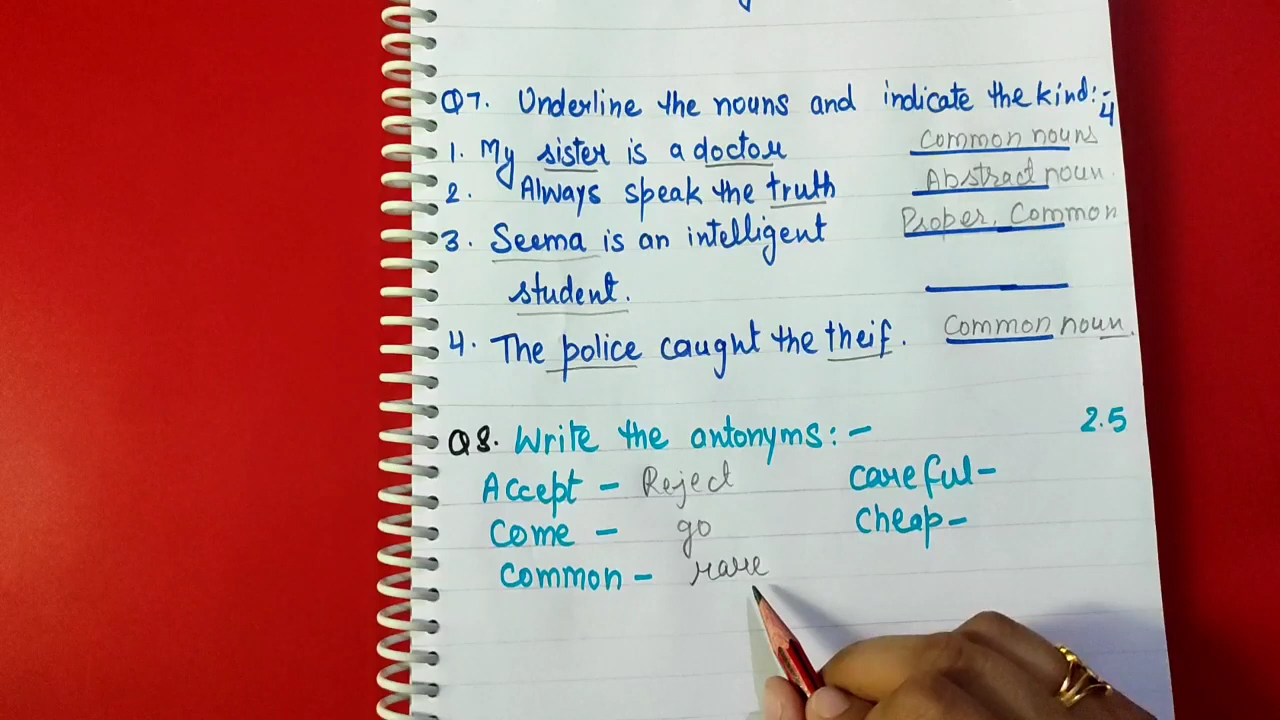 Q7. Underline the nouns and indicate the kind:- 4
1. My sister is a doctor Common nouns
2. Always speak the truth Abstract noun.
3. Seema is an intelligent Proper, Common
student.
4. The police caught the theif. Common noun.
Q8. Write the antonyms:- 2.5
Accept - Reject Careful-
Come - go Cheap-
Common - rare